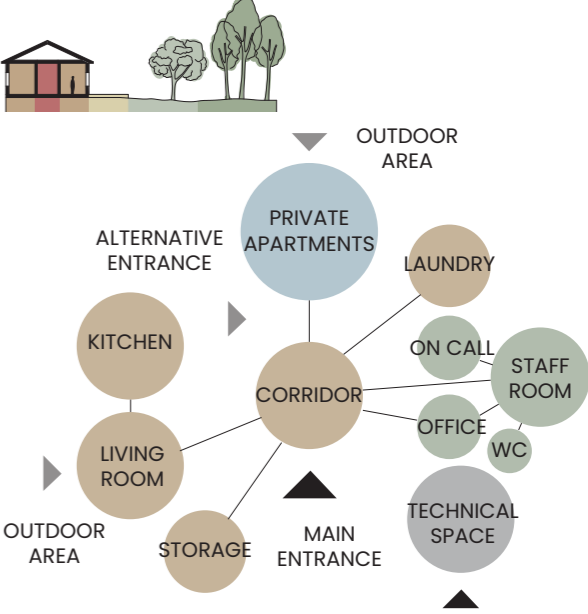 OUTDOOR
AREA
PRIVATE
APARTMENTS
ALTERNATIVE
ENTRANCE
LAUNDRY
KITCHEN
ON CALL
STAFF
ROOM
CORRIDOR
OFFICE
WC
LIVING
ROOM
TECHNICAL
SPACE
OUTDOOR
AREA
STORAGE
MAIN
ENTRANCE